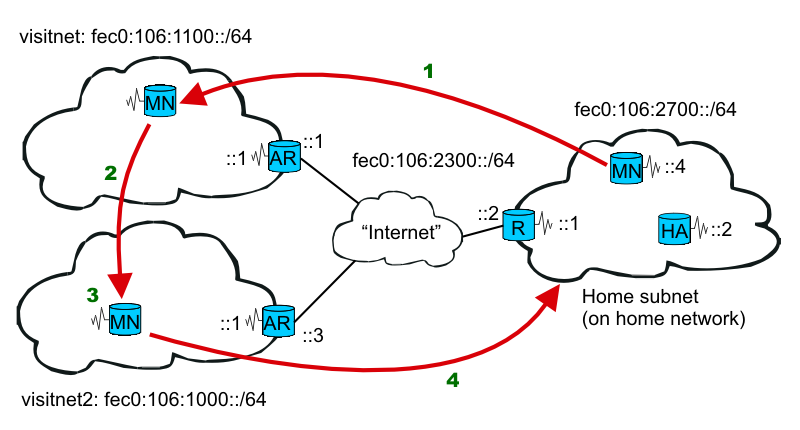 visitnet: fec0:106:1100::/64
1
MN
fec0:106:2700::/64
::1
::1
AR
fec0:106:2300::/64
2
MN
::4
::2
"Internet"
R
::1
HA
::2
3
MN
::1
AR
::3
Home subnet
(on home network)
4
visitnet2: fec0:106:1000::/64